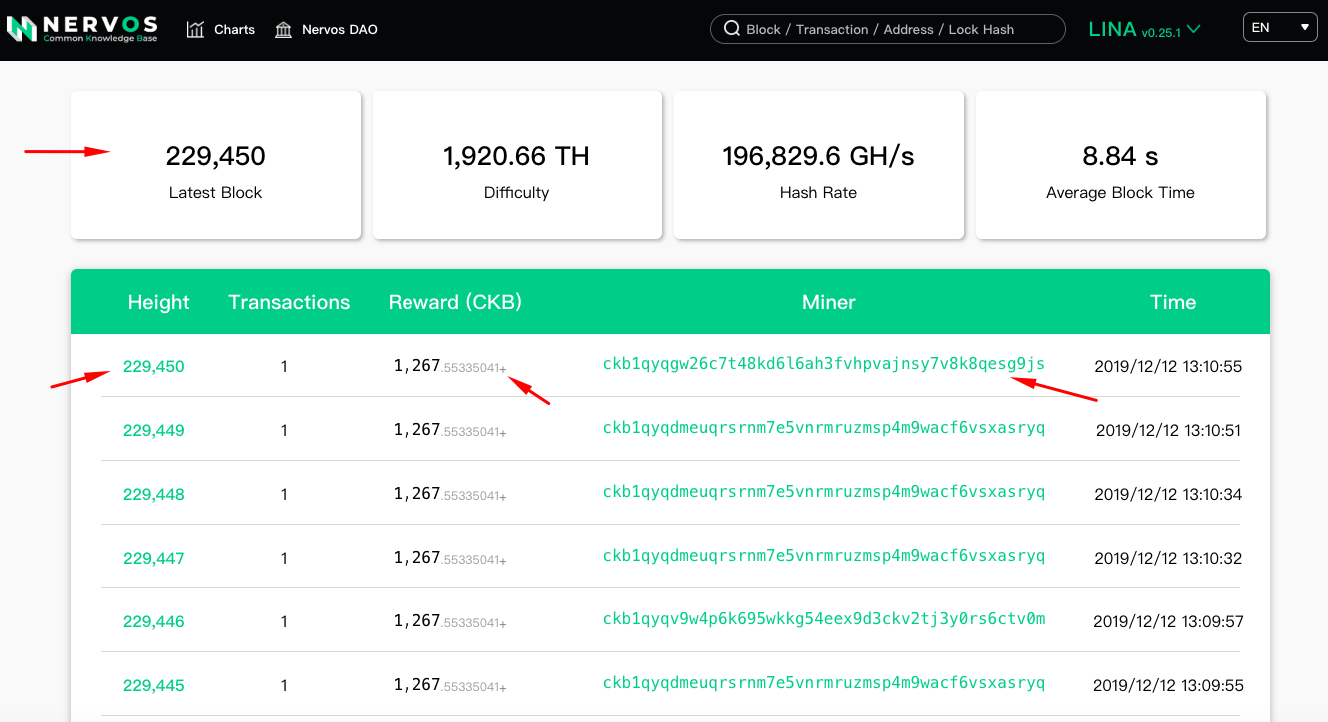 NERVOS
Common Knowledge Base
Charts
Nervos DAO
Block / Transaction / Address / Lock Hash
LINA v0.25.1
EN
229,450
Latest Block
1,920.66 TH
Difficulty
196,829.6 GH/s
Hash Rate
8.84 s
Average Block Time
Height Transactions Reward (CKB) Miner Time
229,450 1 1,267.55335041+ ckb1qyqgw26c7t48kd6l6ah3fvhpvajnsy7v8k8qesg9js 2019/12/12 13:10:55
229,449 1 1,267.55335041+ ckb1qyqdmeuqrsrnm7e5vnrmruzmsp4m9wacf6vsxasryq 2019/12/12 13:10:51
229,448 1 1,267.55335041+ ckb1qyqdmeuqrsrnm7e5vnrmruzmsp4m9wacf6vsxasryq 2019/12/12 13:10:34
229,447 1 1,267.55335041+ ckb1qyqdmeuqrsrnm7e5vnrmruzmsp4m9wacf6vsxasryq 2019/12/12 13:10:32
229,446 1 1,267.55335041+ ckb1qyqv9w4p6k695wkkg54eex9d3ckv2tj3y0rs6ctv0m 2019/12/12 13:09:57
229,445 1 1,267.55335041+ ckb1qyqdmeuqrsrnm7e5vnrmruzmsp4m9wacf6vsxasryq 2019/12/12 13:09:55